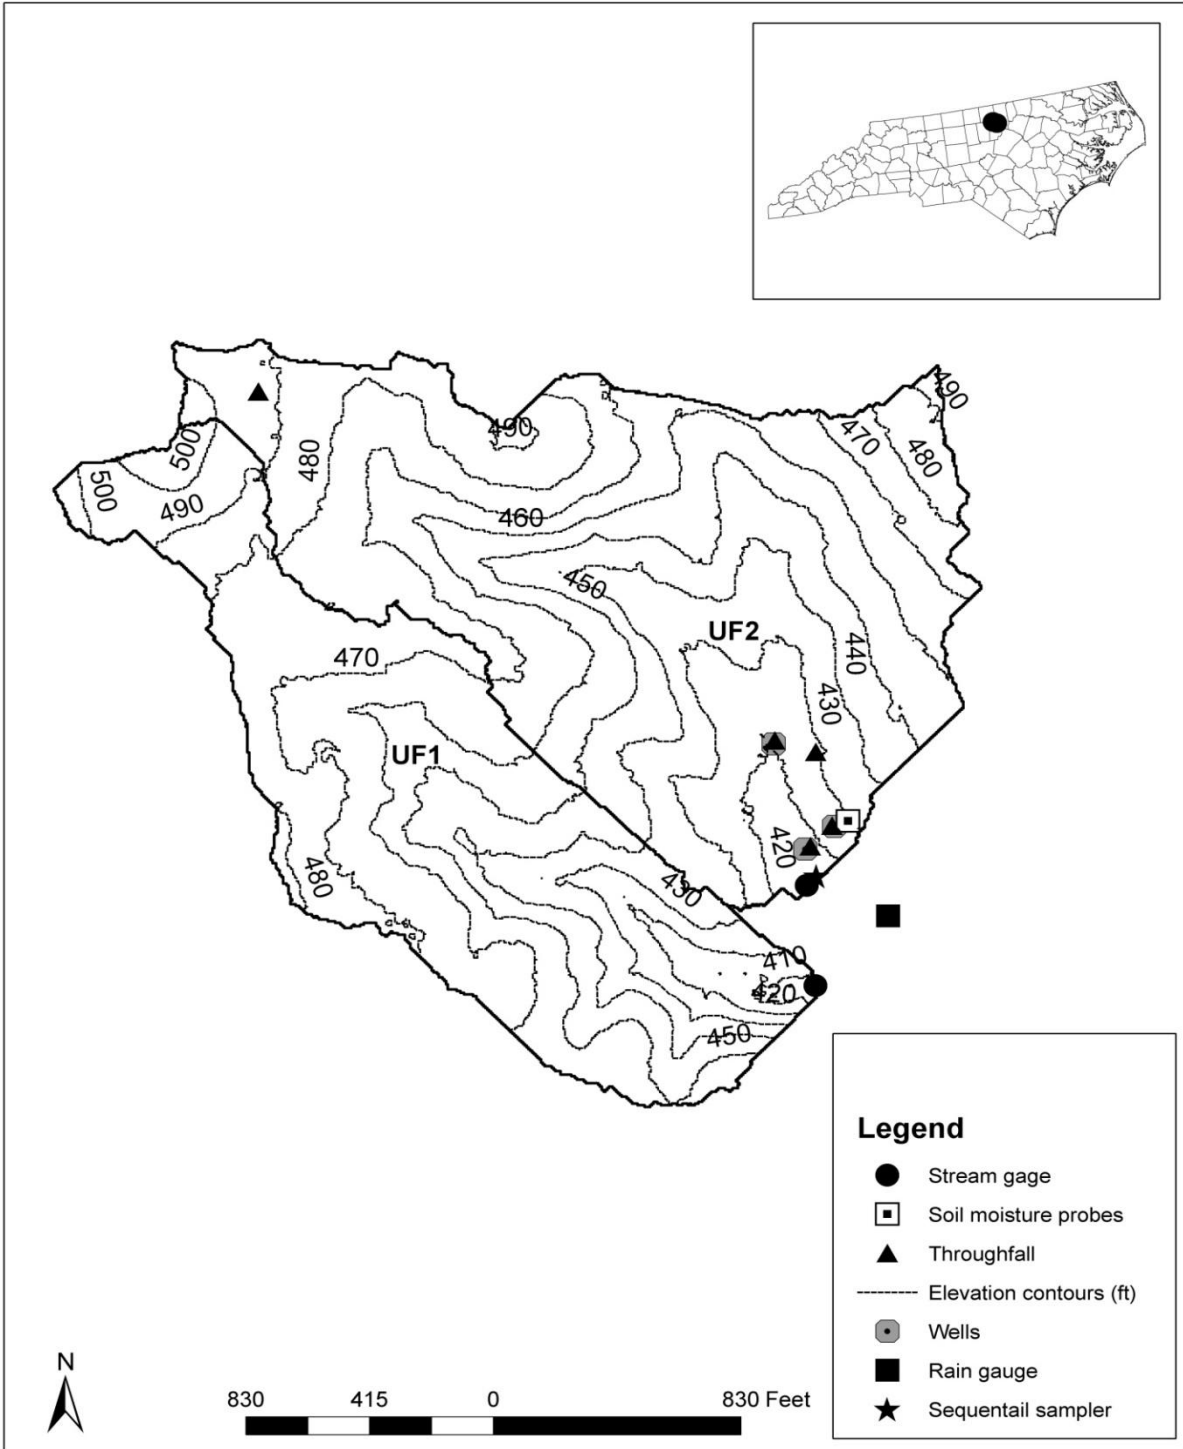 490
490
470
480
500
480
500
490
460
450
UF2
440
470
430
UF1
420
480
430
410
420
450
Legend
Stream gage
Soil moisture probes
Throughfall
Elevation contours (ft)
Wells
Rain gauge
Sequentail sampler
N
830 415 0 830 Feet